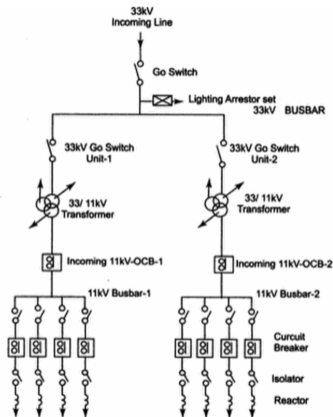 33kV
Incoming Line
Go Switch
Lighting Arrestor set
33kV BUSBAR
33kV Go Switch
Unit-1
33kV Go Switch
Unit-2
33/ 11kV
Transformer
33/ 11kV
Transformer
Incoming 11kV-OCB-1
Incoming 11kV-OCB-2
11kV Busbar-1
11kV Busbar-2
Curcuit
Breaker
Isolator
Reactor